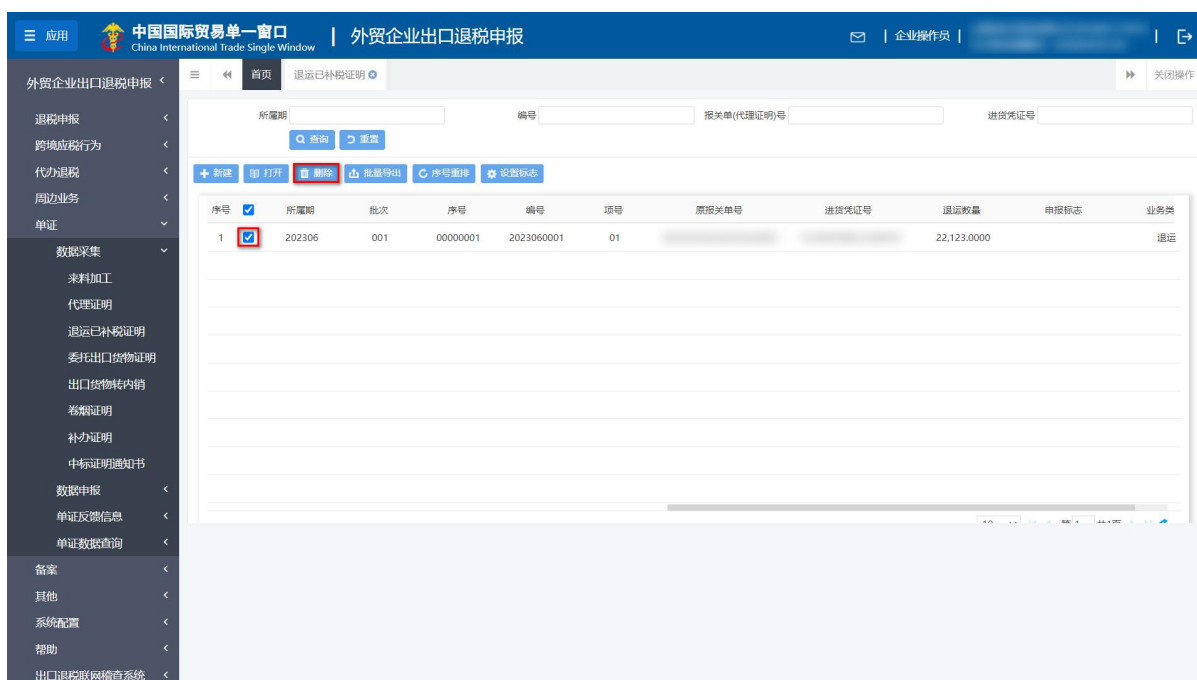 应用
中国国际贸易单一窗口
China International Trade Single Window
外贸企业出口退税申报
企业操作员
外贸企业出口退税申报
首页
退运已补税证明
关闭操作
退税申报
跨境应税行为
代办退税
周边业务
单证
数据采集
来料加工
代理证明
退运已补税证明
委托出口货物证明
出口货物转内销
卷烟证明
补办证明
中标证明通知书
数据申报
单证反馈信息
单证数据查询
备案
其他
系统配置
帮助
出口退税联网稽查系统
所属期 编号 报关单(代理证明)号 进货凭证号
查询 重置
新建 打开 删除 批量导出 序号重排 设置标志
序号 所属期 批次 序号 编号 项号 原报关单号 进货凭证号 退运数量 申报标志 业务类
1 202306 001 00000001 2023060001 01 22,123.0000 退运